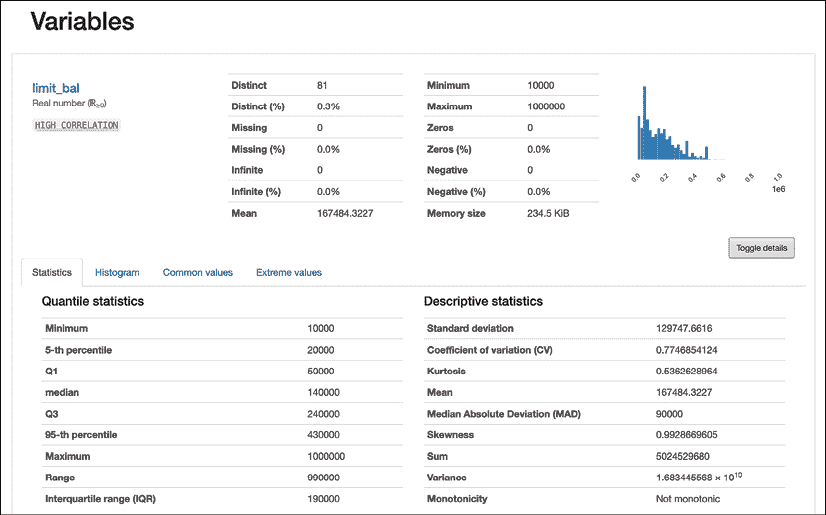 Variables
limit_bal
Real number (ℝ≥0)
HIGH CORRELATION
Distinct 81
Distinct (%) 0.3%
Missing 0
Missing (%) 0.0%
Infinite 0
Infinite (%) 0.0%
Mean 167484.3227
Minimum 10000
Maximum 1000000
Zeros 0
Zeros (%) 0.0%
Negative 0
Negative (%) 0.0%
Memory size 234.5 KiB
0.0 0.2 0.4 0.6 0.8 1.0
1e6
Toggle details
Statistics Histogram Common values Extreme values
Quantile statistics
Minimum 10000
5-th percentile 20000
Q1 50000
median 140000
Q3 240000
95-th percentile 430000
Maximum 1000000
Range 990000
Interquartile range (IQR) 190000
Descriptive statistics
Standard deviation 129747.6616
Coefficient of variation (CV) 0.7746854124
Kurtosis 0.5362628964
Mean 167484.3227
Median Absolute Deviation (MAD) 90000
Skewness 0.9928669605
Sum 5024529680
Variance 1.683445568 × 10¹⁰
Monotonicity Not monotonic